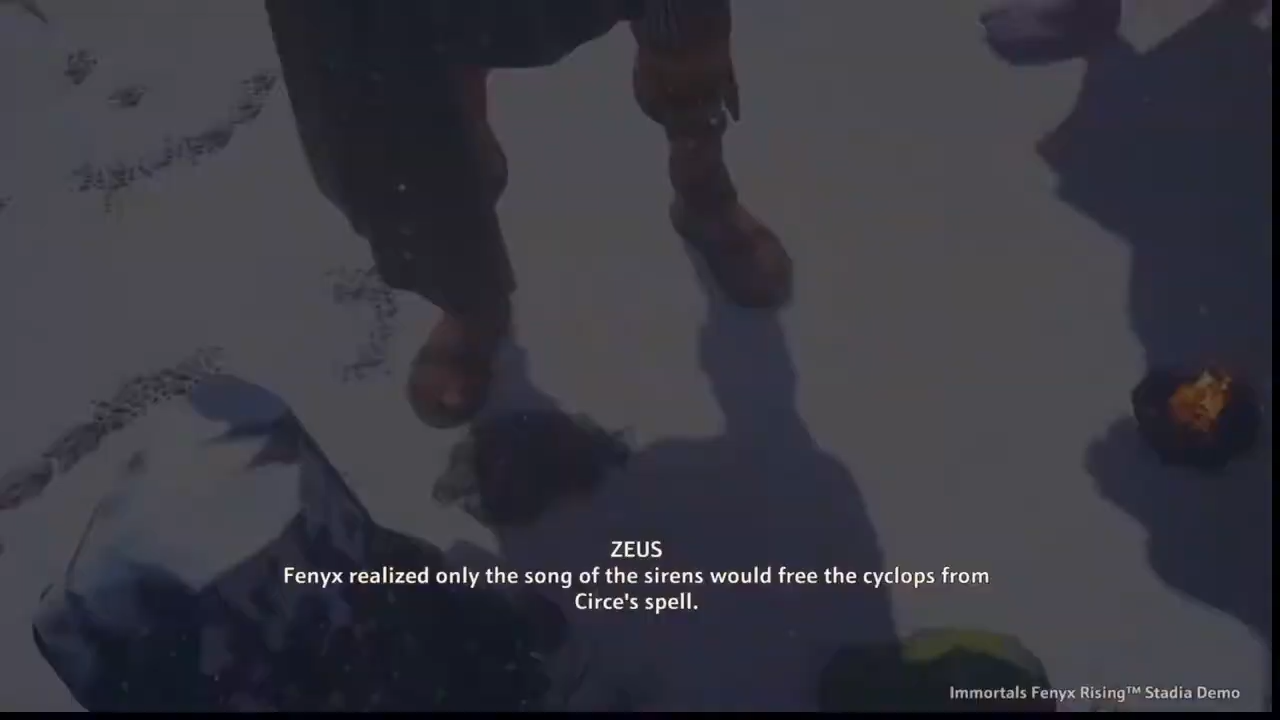 ZEUS
Fenyx realized only the song of the sirens would free the cyclops from
Circe's spell.
Immortals Fenyx Rising™ Stadia Demo